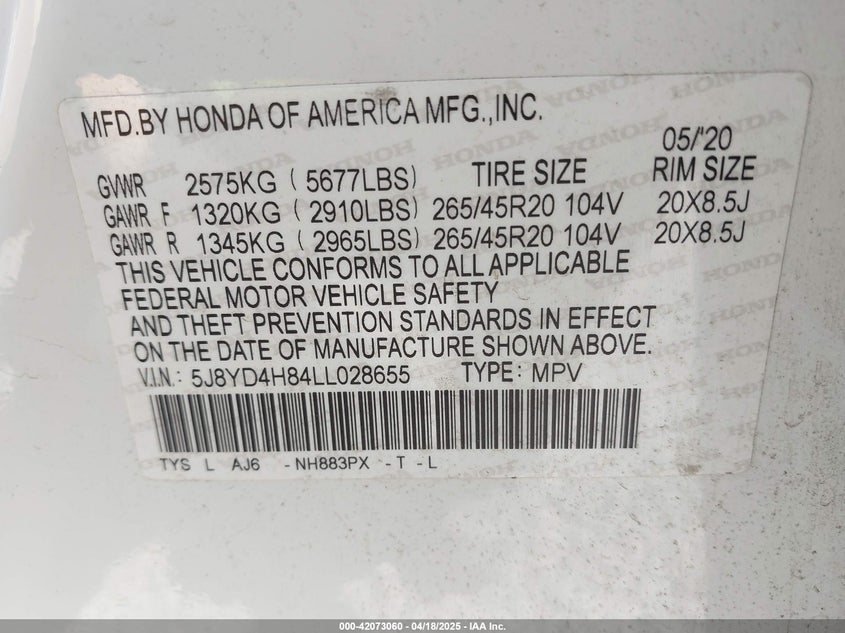 MFD.BY HONDA OF AMERICA MFG.,INC.
05/'20
GVWR 2575KG ( 5677LBS) TIRE SIZE RIM SIZE
GAWR F 1320KG ( 2910LBS) 265/45R20 104V 20X8.5J
GAWR R 1345KG ( 2965LBS) 265/45R20 104V 20X8.5J
THIS VEHICLE CONFORMS TO ALL APPLICABLE
FEDERAL MOTOR VEHICLE SAFETY
AND THEFT PREVENTION STANDARDS IN EFFECT
ON THE DATE OF MANUFACTURE SHOWN ABOVE.
V.I.N.: 5J8YD4H84LL028655 TYPE: MPV
TYS L AJ6 -NH883PX -T -L
000-42073060 - 04/18/2025 - IAA Inc.